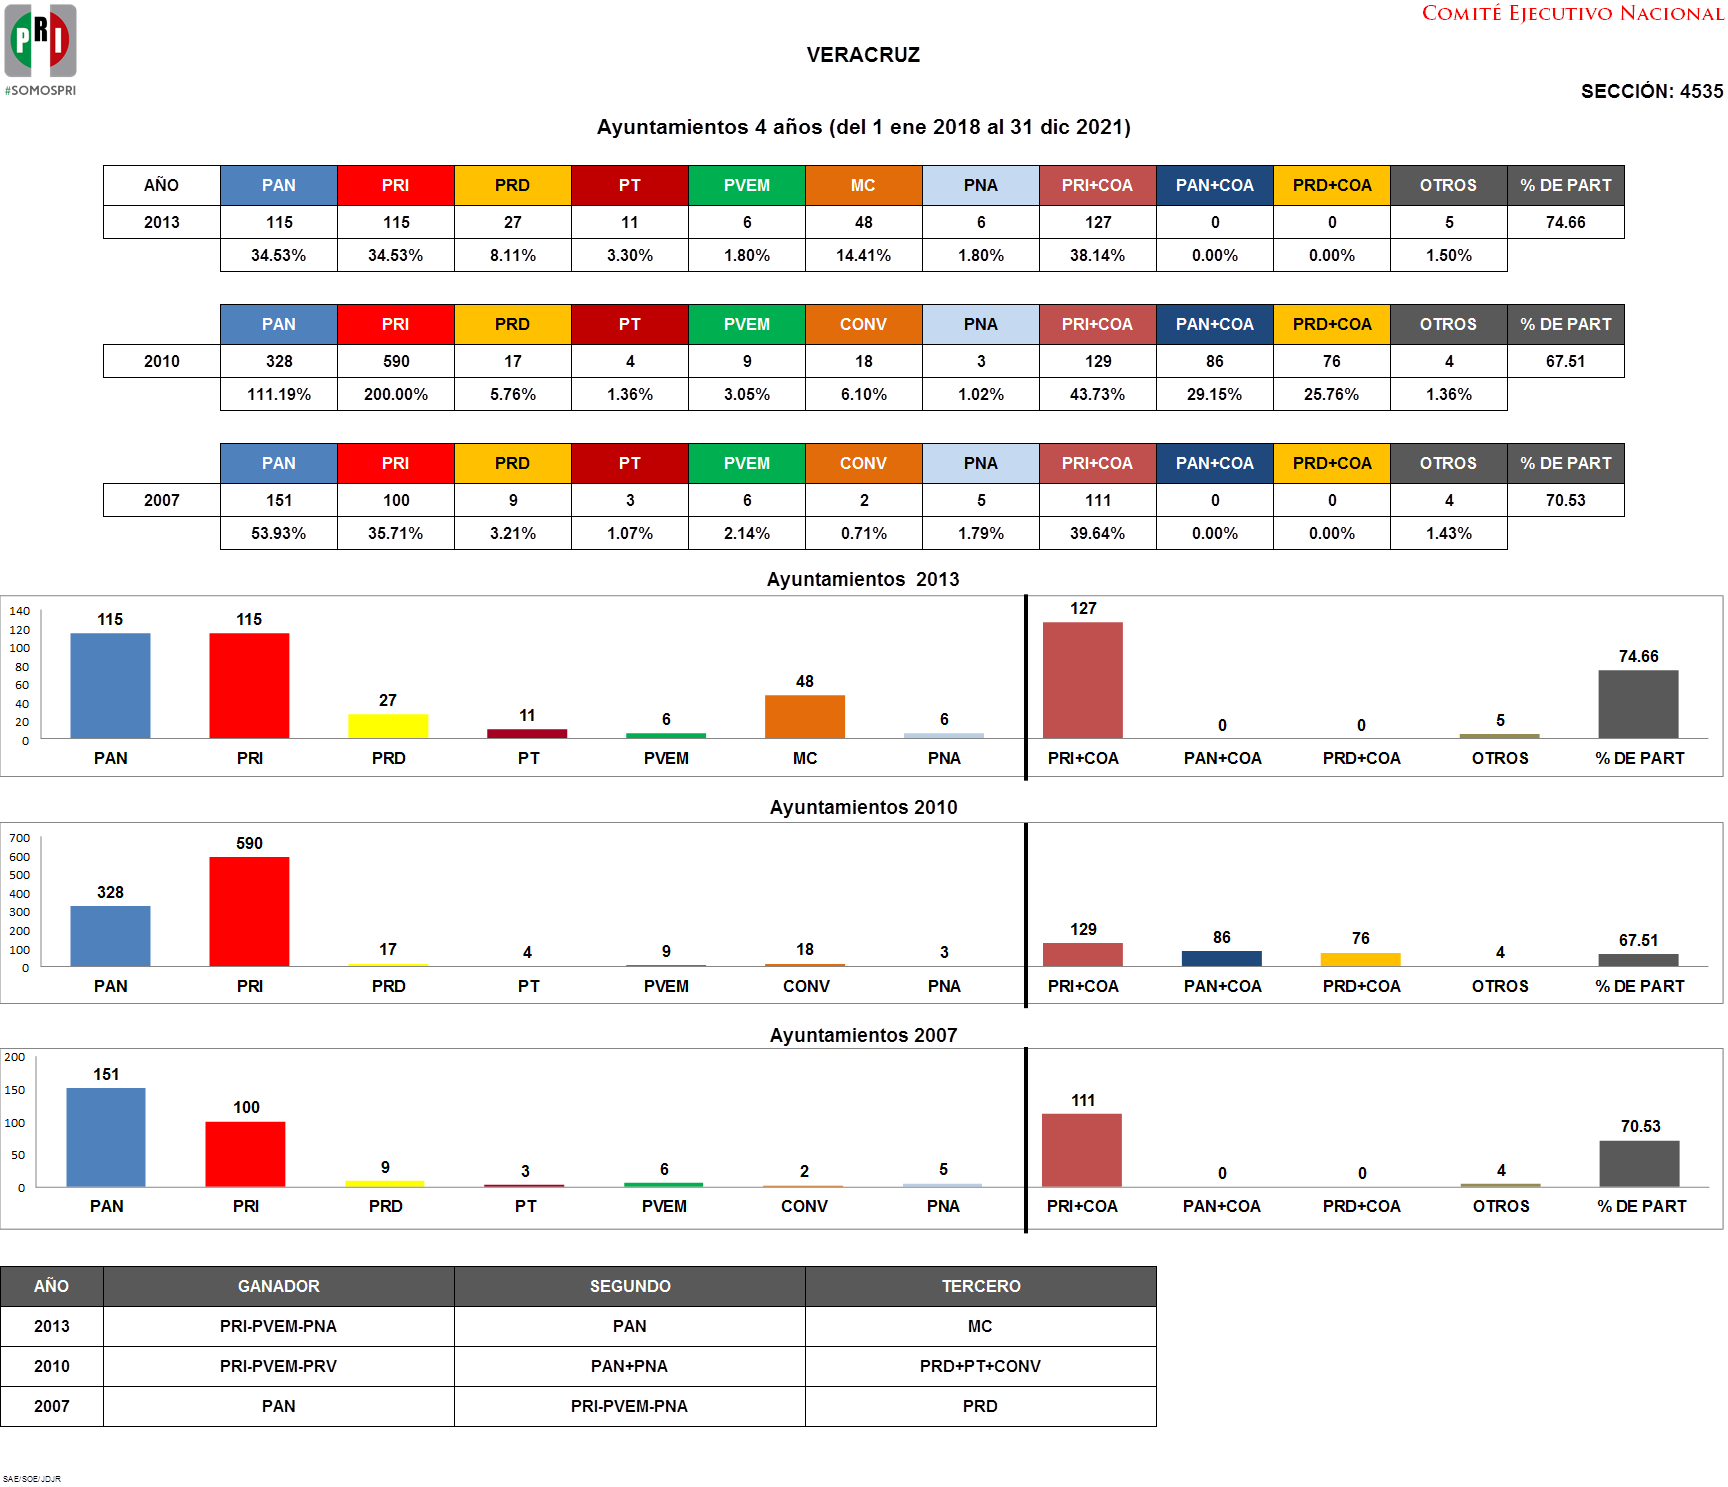 PRI
#SOMOSPRI
COMITÉ EJECUTIVO NACIONAL
VERACRUZ
SECCIÓN: 4535
Ayuntamientos 4 años (del 1 ene 2018 al 31 dic 2021)
AÑO PAN PRI PRD PT PVEM MC PNA PRI+COA PAN+COA PRD+COA OTROS % DE PART
2013 115 115 27 11 6 48 6 127 0 0 5 74.66
34.53% 34.53% 8.11% 3.30% 1.80% 14.41% 1.80% 38.14% 0.00% 0.00% 1.50%
PAN PRI PRD PT PVEM CONV PNA PRI+COA PAN+COA PRD+COA OTROS % DE PART
2010 328 590 17 4 9 18 3 129 86 76 4 67.51
111.19% 200.00% 5.76% 1.36% 3.05% 6.10% 1.02% 43.73% 29.15% 25.76% 1.36%
PAN PRI PRD PT PVEM CONV PNA PRI+COA PAN+COA PRD+COA OTROS % DE PART
2007 151 100 9 3 6 2 5 111 0 0 4 70.53
53.93% 35.71% 3.21% 1.07% 2.14% 0.71% 1.79% 39.64% 0.00% 0.00% 1.43%
Ayuntamientos 2013
140
120
100
80
60
40
20
0
115 115 27 11 6 48 6 127 0 0 5 74.66
PAN PRI PRD PT PVEM MC PNA PRI+COA PAN+COA PRD+COA OTROS % DE PART
Ayuntamientos 2010
700
600
500
400
300
200
100
0
328 590 17 4 9 18 3 129 86 76 4 67.51
PAN PRI PRD PT PVEM CONV PNA PRI+COA PAN+COA PRD+COA OTROS % DE PART
Ayuntamientos 2007
200
150
100
50
0
151 100 9 3 6 2 5 111 0 0 4 70.53
PAN PRI PRD PT PVEM CONV PNA PRI+COA PAN+COA PRD+COA OTROS % DE PART
AÑO GANADOR SEGUNDO TERCERO
2013 PRI-PVEM-PNA PAN MC
2010 PRI-PVEM-PRV PAN+PNA PRD+PT+CONV
2007 PAN PRI-PVEM-PNA PRD
SAE/SOE/JDJR